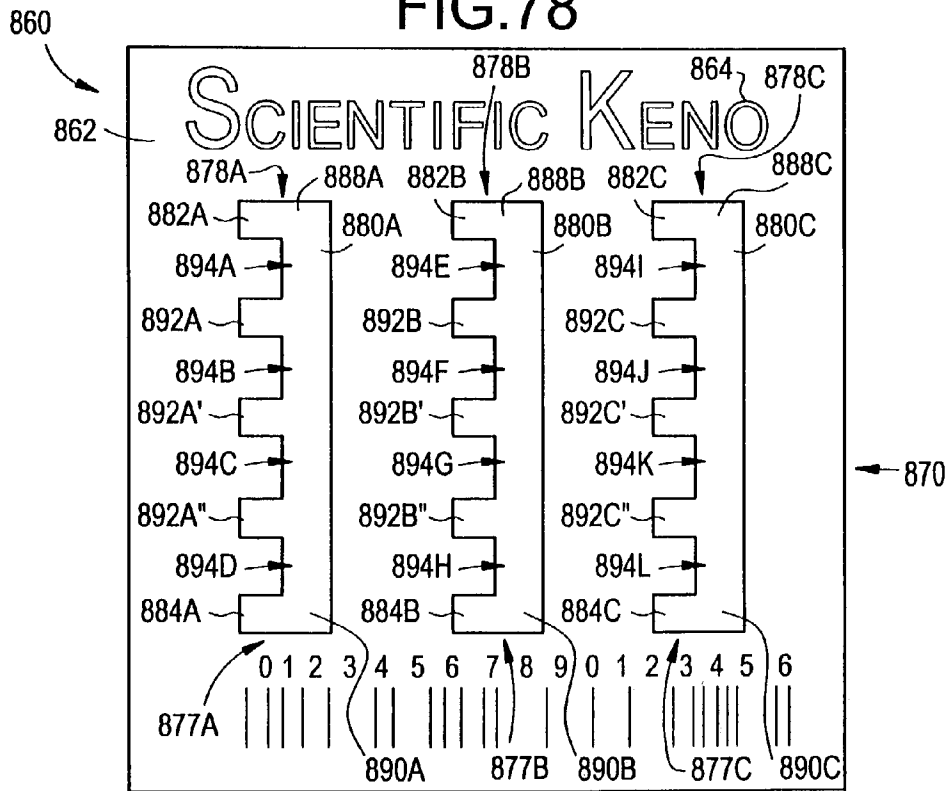 FIG.78
860
878B 864 878C
SCIENTIFIC KENO
862
878A 888A 882B 888B 882C 888C
882A 880A 880B 880C
894A 894E 894I
892A 892B 892C
894B 894F 894J
892A' 892B' 892C'
894C 894G 894K 870
892A" 892B" 892C"
894D 894H 894L
884A 884B 884C
0 1 2 3 4 5 6 7 8 9 0 1 2 3 4 5 6
877A 890A 877B 890B 877C 890C